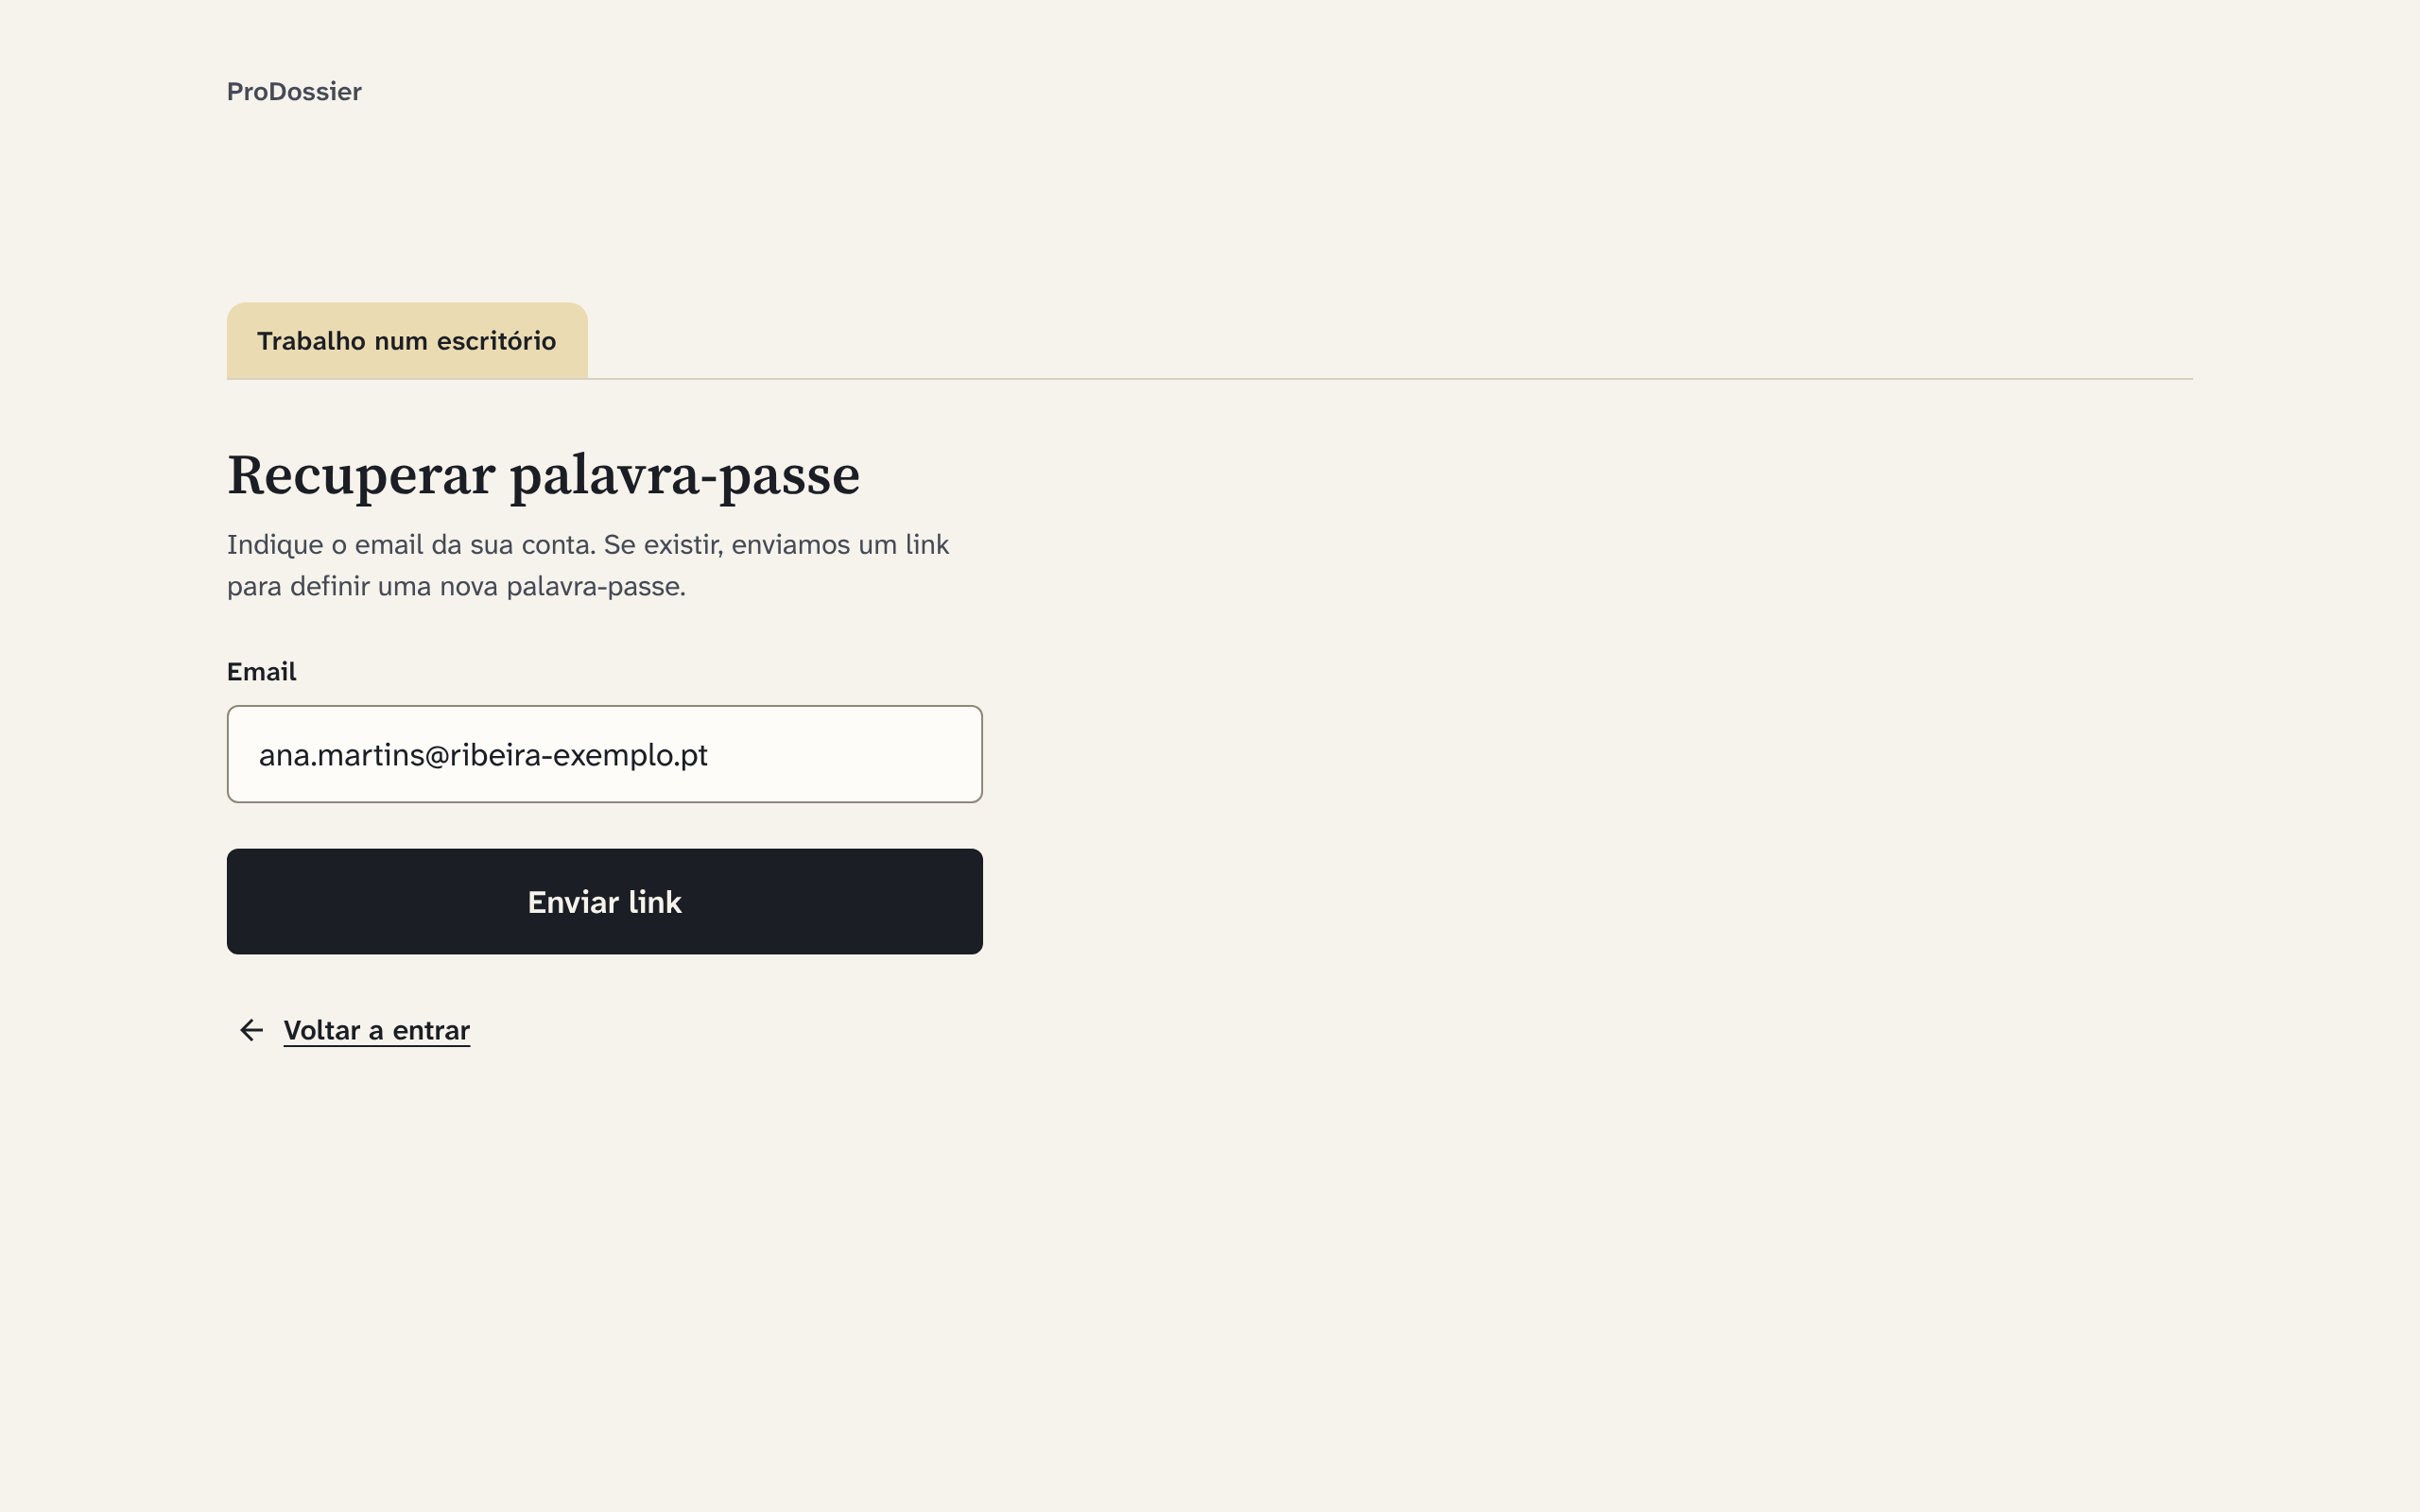 ProDossier
Trabalho num escritório
Recuperar palavra-passe
Indique o email da sua conta. Se existir, enviamos um link
para definir uma nova palavra-passe.
Email
ana.martins@ribeira-exemplo.pt
Enviar link
← Voltar a entrar